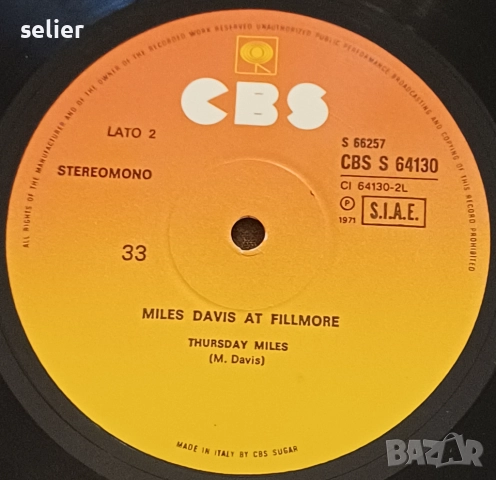 selier
ALL RIGHTS OF THE MANUFACTURER AND OF THE OWNER OF THE RECORDED WORK RESERVED UNAUTHORIZED PUBLIC PERFORMANCE BROADCASTING AND COPYING OF THIS RECORD PROHIBITED
CBS
LATO 2
S 66257
CBS S 64130
STEREOMONO
CI 64130-2L
℗ 1971
S.I.A.E.
33
MILES DAVIS AT FILLMORE
THURSDAY MILES
(M. Davis)
MADE IN ITALY BY CBS SUGAR
BAZAR